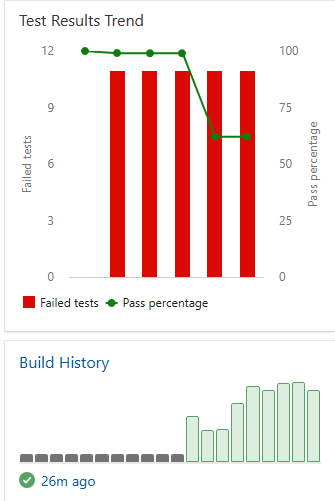 Test Results Trend
12 100
9 75
6 50
3 25
0 0
Failed tests
Pass percentage
Failed tests Pass percentage
Build History
26m ago